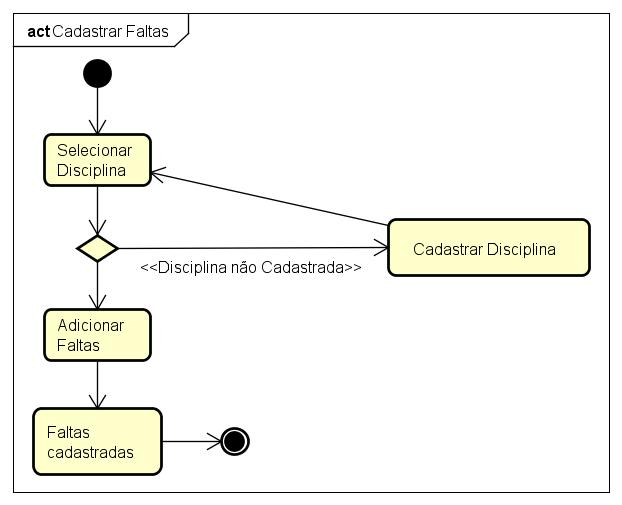 act Cadastrar Faltas
Selecionar
Disciplina
Cadastrar Disciplina
<<Disciplina não Cadastrada>>
Adicionar
Faltas
Faltas
cadastradas